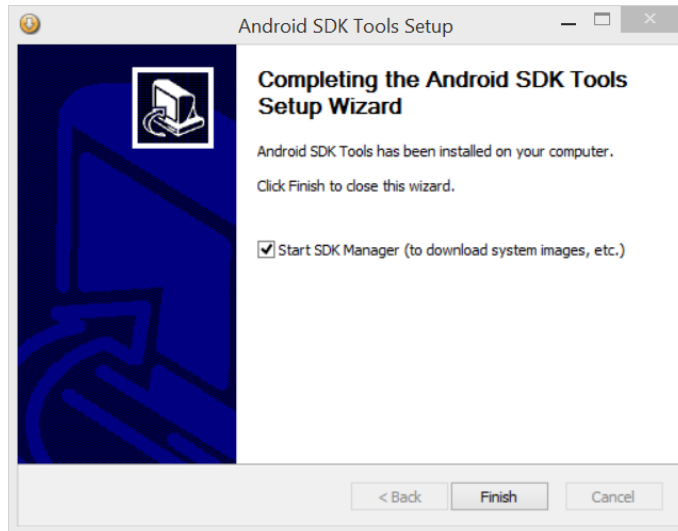 Android SDK Tools Setup
Completing the Android SDK Tools
Setup Wizard
Android SDK Tools has been installed on your computer.
Click Finish to close this wizard.
Start SDK Manager (to download system images, etc.)
< Back
Finish
Cancel